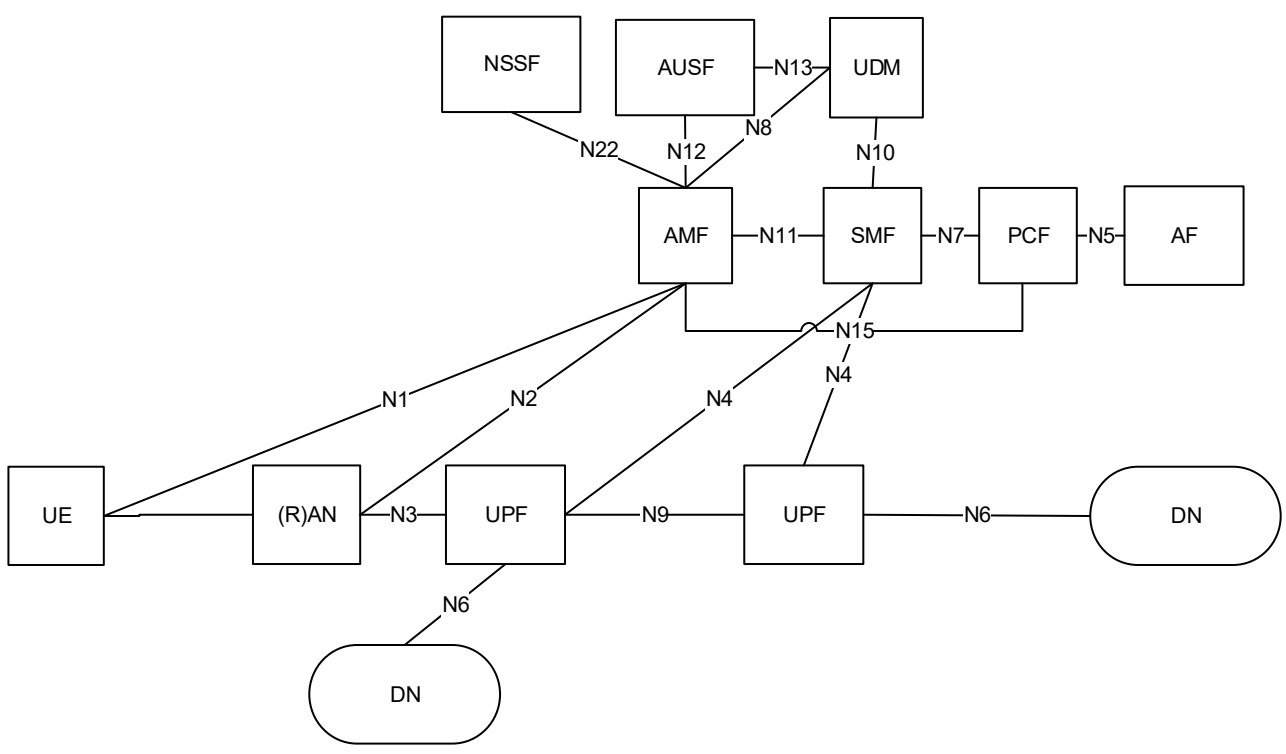 NSSF
AUSF
N13
UDM
N22
N12
N8
N10
AMF
N11
SMF
N7
PCF
N5
AF
N15
N1
N2
N4
N4
UE
(R)AN
N3
UPF
N9
UPF
N6
DN
N6
DN